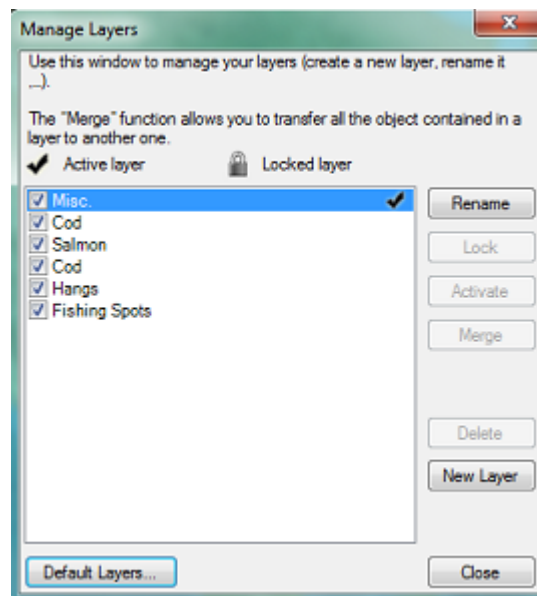 Manage Layers
Use this window to manage your layers (create a new layer, rename it
...).
The "Merge" function allows you to transfer all the object contained in a
layer to another one.
Active layer Locked layer
Misc. Rename
Cod
Salmon Lock
Cod
Hangs Activate
Fishing Spots
Merge
Delete
New Layer
Default Layers... Close